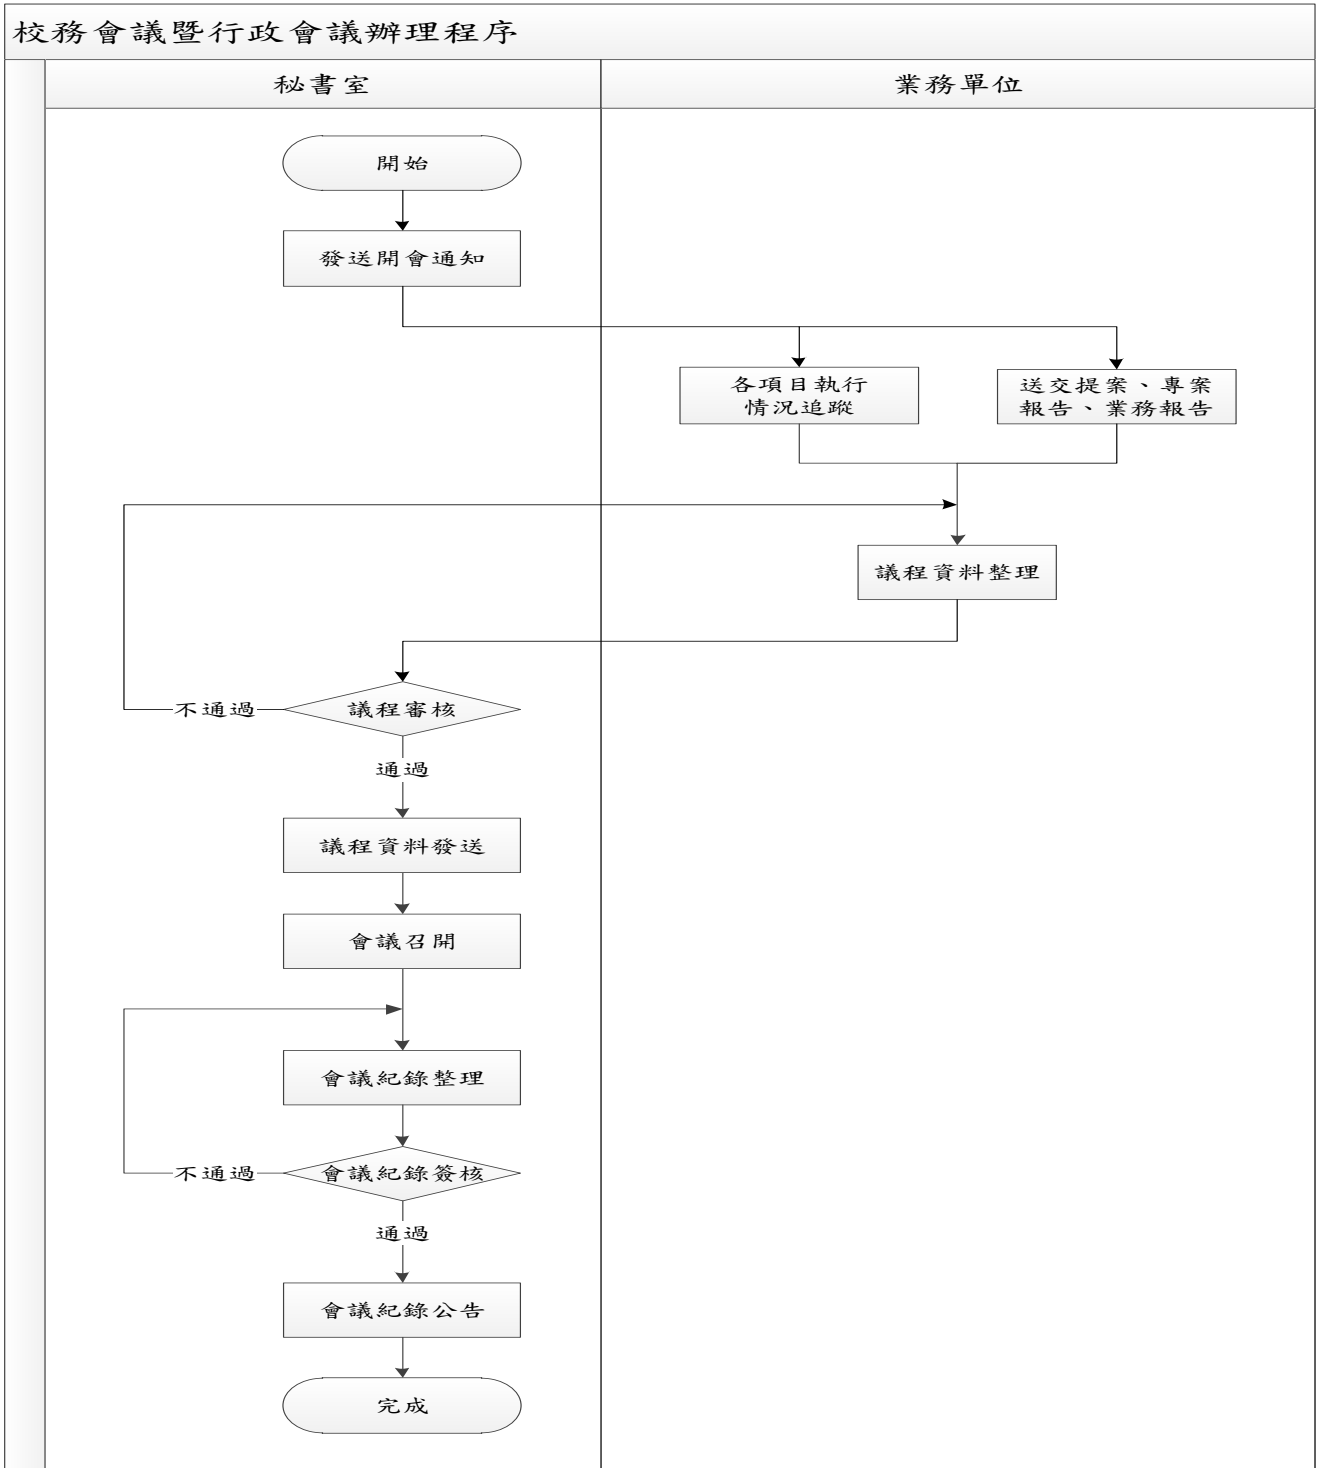 校務會議暨行政會議辦理程序
秘書室
業務單位
開始
發送開會通知
各項目執行
情況追蹤
送交提案、專案
報告、業務報告
議程資料整理
不通過
議程審核
通過
議程資料發送
會議召開
會議紀錄整理
不通過
會議紀錄簽核
通過
會議紀錄公告
完成